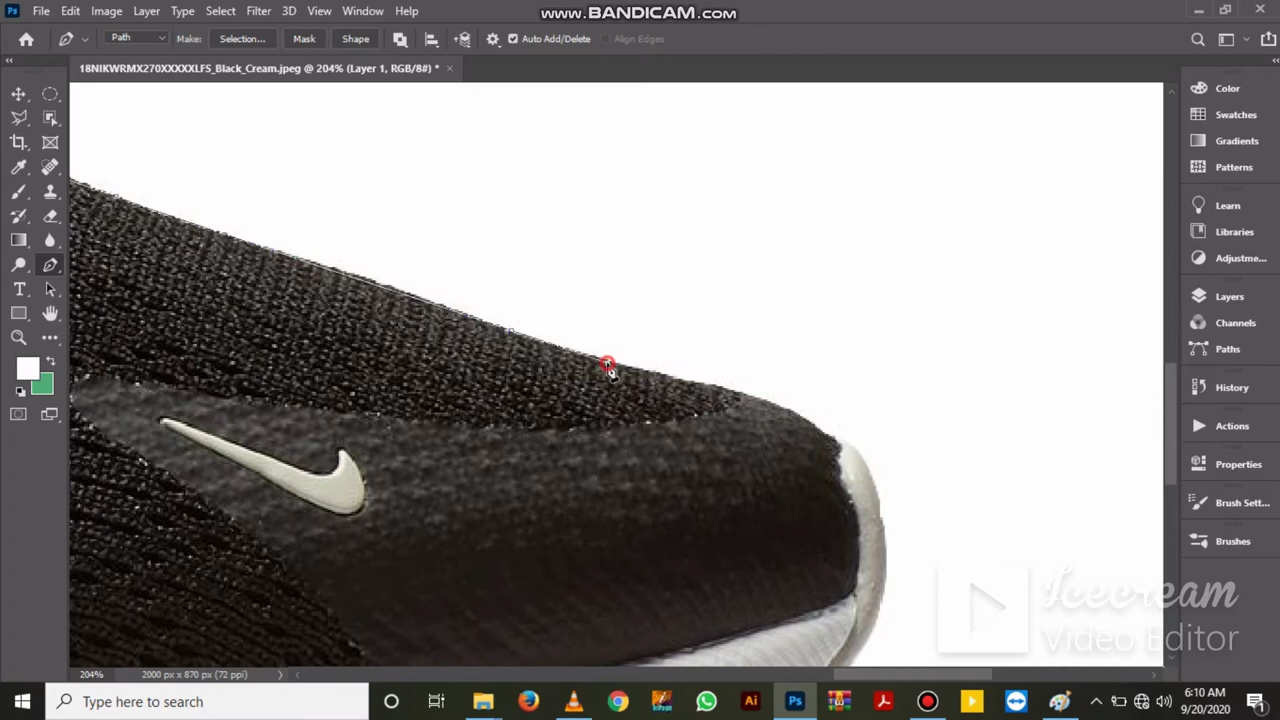 Ps File Edit Image Layer Type Select Filter 3D View Window Help
www.BANDICAM.com
Path Make: Selection... Mask Shape Auto Add/Delete Align Edges
18NIKWRMX270XXXXXLFS_Black_Cream.jpeg @ 204% (Layer 1, RGB/8#) *
Color
Swatches
Gradients
Patterns
Learn
Libraries
Adjustme...
Layers
Channels
Paths
History
Actions
Properties
Brush Sett...
Brushes
Icecream
Video Editor
204% 2000 px x 870 px (72 ppi)
Type here to search
Ai
Ps
6:10 AM
9/20/2020